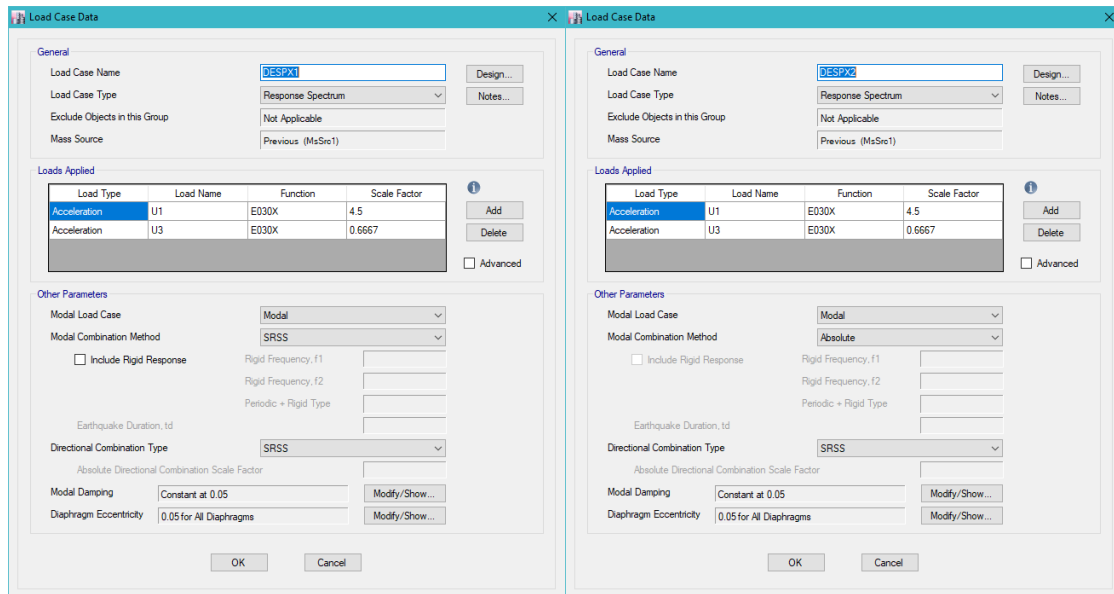 Load Case Data
General
Load Case Name DESPX1 Design...
Load Case Type Response Spectrum Notes...
Exclude Objects in this Group Not Applicable
Mass Source Previous (MsSrc1)
Loads Applied
Load Type Load Name Function Scale Factor
Acceleration U1 E030X 4.5 Add
Acceleration U3 E030X 0.6667 Delete
Advanced
Other Parameters
Modal Load Case Modal
Modal Combination Method SRSS
Include Rigid Response Rigid Frequency, f1
Rigid Frequency, f2
Periodic + Rigid Type
Earthquake Duration, td
Directional Combination Type SRSS
Absolute Directional Combination Scale Factor
Modal Damping Constant at 0.05 Modify/Show...
Diaphragm Eccentricity 0.05 for All Diaphragms Modify/Show...
OK Cancel
Load Case Data
General
Load Case Name DESPX2 Design...
Load Case Type Response Spectrum Notes...
Exclude Objects in this Group Not Applicable
Mass Source Previous (MsSrc1)
Loads Applied
Load Type Load Name Function Scale Factor
Acceleration U1 E030X 4.5 Add
Acceleration U3 E030X 0.6667 Delete
Advanced
Other Parameters
Modal Load Case Modal
Modal Combination Method Absolute
Include Rigid Response Rigid Frequency, f1
Rigid Frequency, f2
Periodic + Rigid Type
Earthquake Duration, td
Directional Combination Type SRSS
Absolute Directional Combination Scale Factor
Modal Damping Constant at 0.05 Modify/Show...
Diaphragm Eccentricity 0.05 for All Diaphragms Modify/Show...
OK Cancel